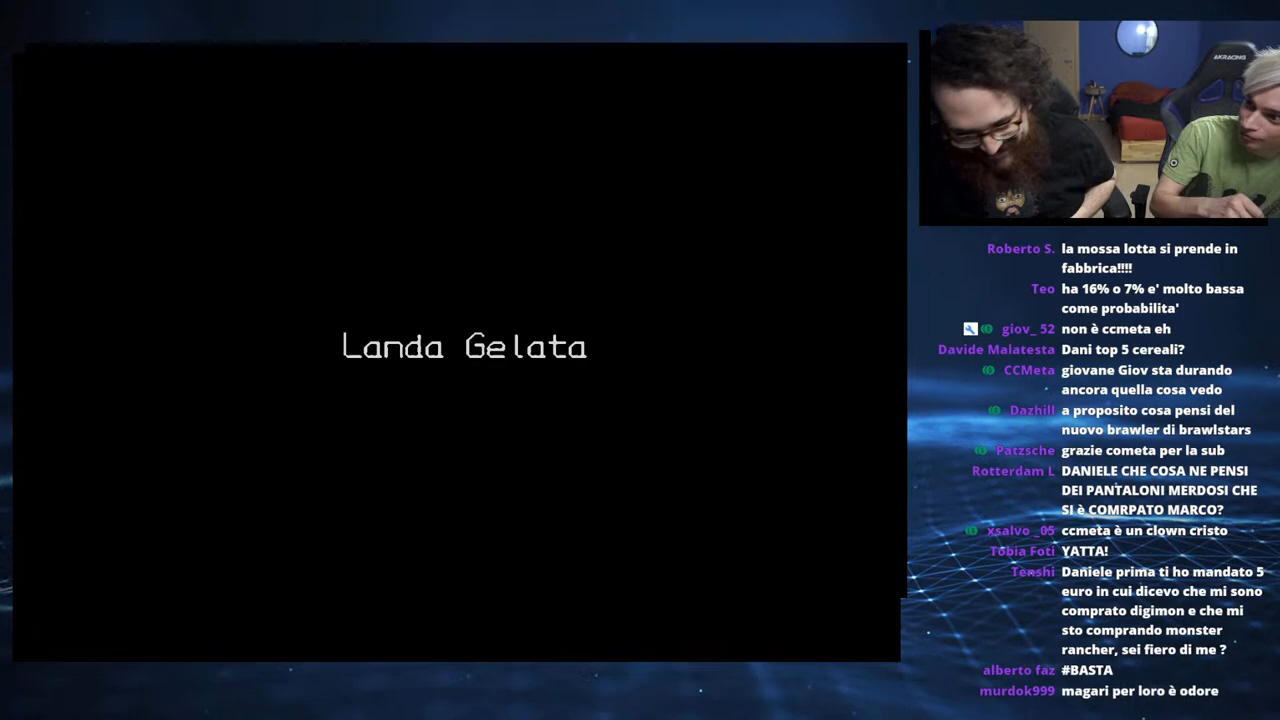 AKRACING
Landa Gelata
Roberto S. la mossa lotta si prende in
fabbrica!!!!
Teo ha 16% o 7% e' molto bassa
come probabilita'
giov_ 52 non è ccmeta eh
Davide Malatesta Dani top 5 cereali?
CCMeta giovane Giov sta durando
ancora quella cosa vedo
Dazhill a proposito cosa pensi del
nuovo brawler di brawlstars
Patzsche grazie cometa per la sub
Rotterdam L DANIELE CHE COSA NE PENSI
DEI PANTALONI MERDOSI CHE
SI è COMRPATO MARCO?
xsalvo _05 ccmeta è un clown cristo
Tobia Foti YATTA!
Tenshi Daniele prima ti ho mandato 5
euro in cui dicevo che mi sono
comprato digimon e che mi
sto comprando monster
rancher, sei fiero di me ?
alberto faz #BASTA
murdok999 magari per loro è odore